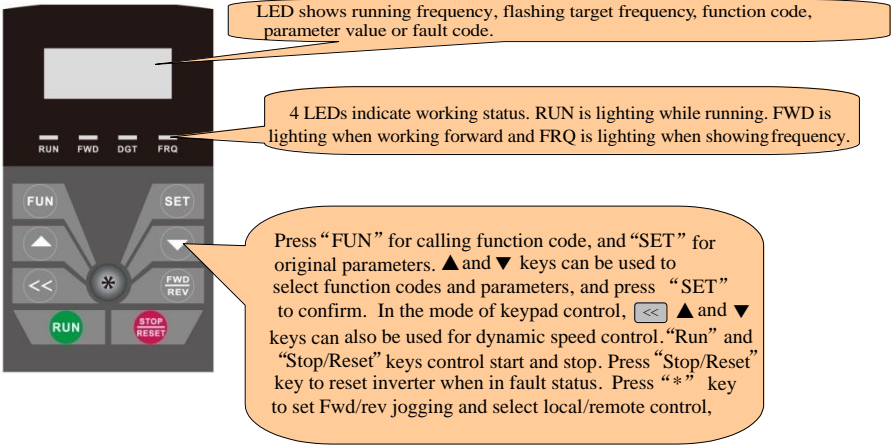 LED shows running frequency, flashing target frequency, function code,
parameter value or fault code.
4 LEDs indicate working status. RUN is lighting while running. FWD is
lighting when working forward and FRQ is lighting when showing frequency.
RUN FWD DGT FRQ
FUN SET
<< * FWD
REV
RUN STOP
RESET
Press “FUN” for calling function code, and “SET” for
original parameters. ▲ and ▼ keys can be used to
select function codes and parameters, and press “SET”
to confirm. In the mode of keypad control, << ▲ and ▼
keys can also be used for dynamic speed control. “Run” and
“Stop/Reset” keys control start and stop. Press “Stop/Reset”
key to reset inverter when in fault status. Press “*” key
to set Fwd/rev jogging and select local/remote control,